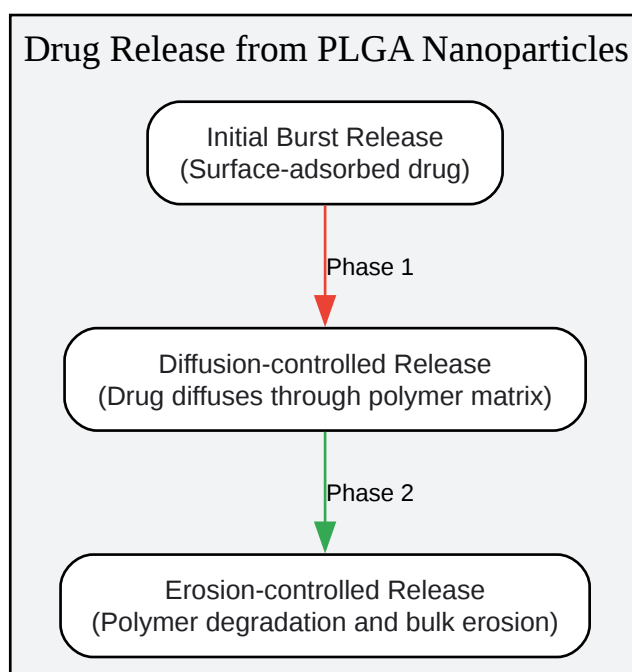 Drug Release from PLGA Nanoparticles
Initial Burst Release
(Surface-adsorbed drug)
Phase 1
Diffusion-controlled Release
(Drug diffuses through polymer matrix)
Phase 2
Erosion-controlled Release
(Polymer degradation and bulk erosion)